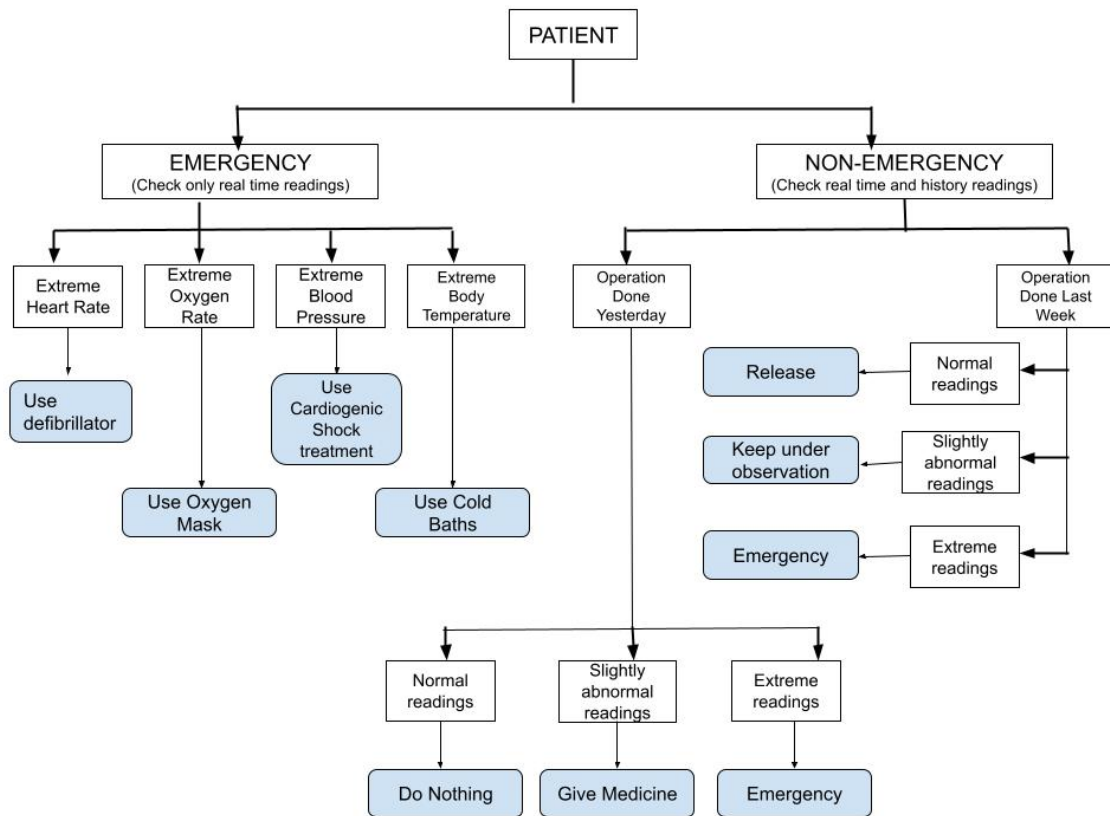 PATIENT
EMERGENCY
(Check only real time readings)
NON-EMERGENCY
(Check real time and history readings)
Extreme
Heart Rate
Extreme
Oxygen
Rate
Extreme
Blood
Pressure
Extreme
Body
Temperature
Operation
Done
Yesterday
Operation
Done Last
Week
Use
defibrillator
Use Oxygen
Mask
Use
Cardiogenic
Shock
treatment
Use Cold
Baths
Release
Normal
readings
Keep under
observation
Slightly
abnormal
readings
Emergency
Extreme
readings
Normal
readings
Slightly
abnormal
readings
Extreme
readings
Do Nothing
Give Medicine
Emergency